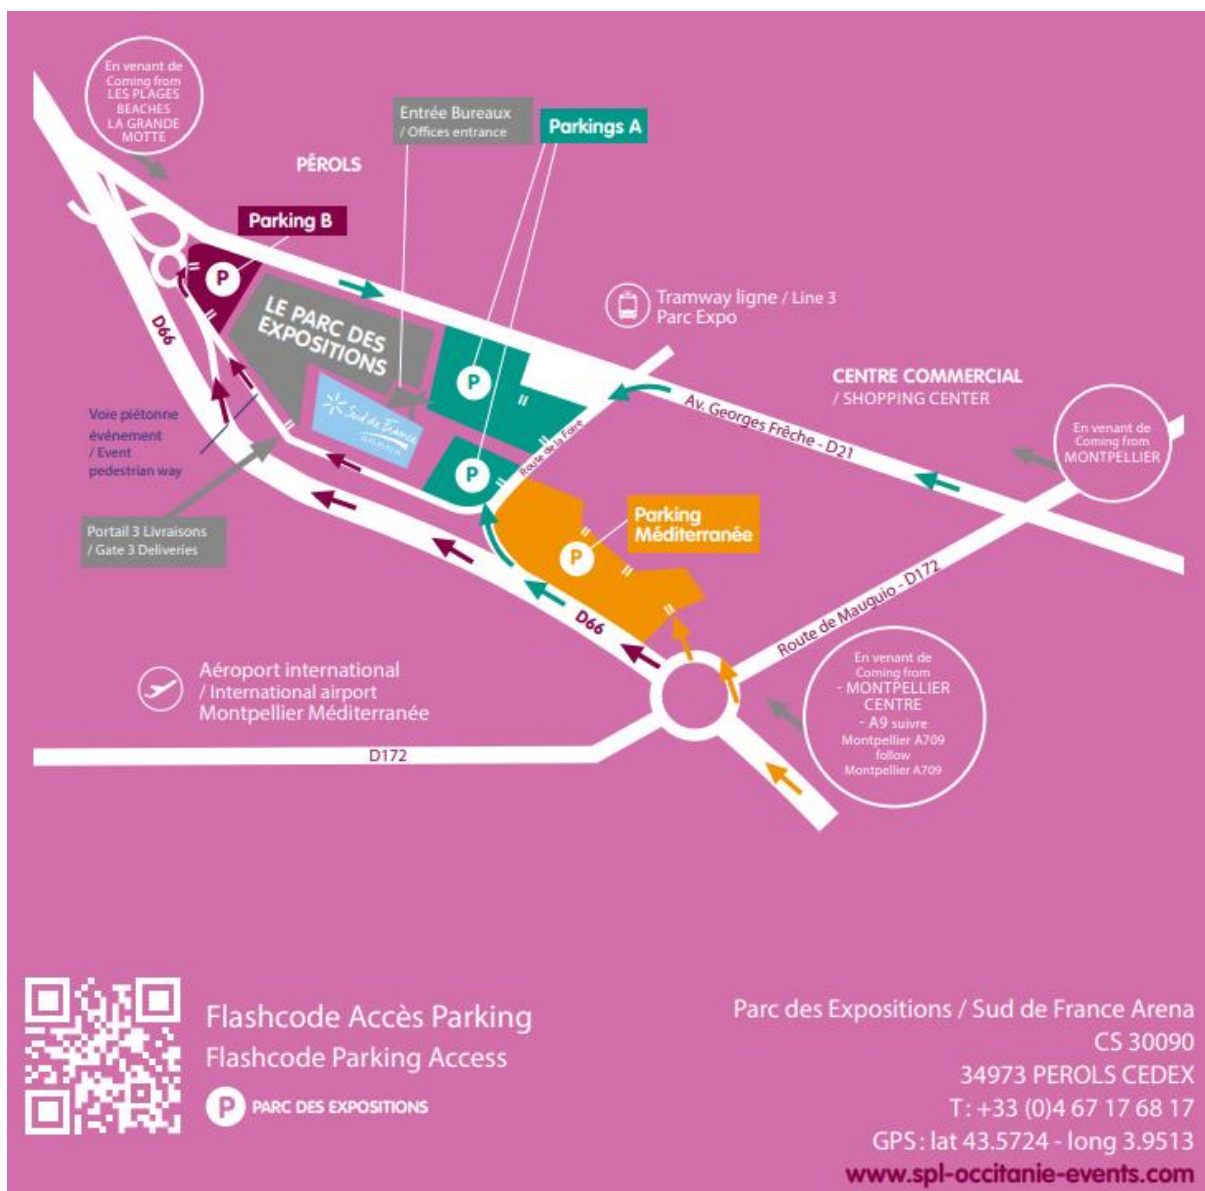 En venant de
Coming from
LES PLAGES
BEACHES
LA GRANDE
MOTTE
Entrée Bureaux
/ Offices entrance
Parkings A
PÉROLS
Parking B
P
LE PARC DES
EXPOSITIONS
D66
Tramway ligne / Line 3
Parc Expo
P
CENTRE COMMERCIAL
/ SHOPPING CENTER
Av. Georges Frêche - D21
En venant de
Coming from
MONTPELLIER
Sud de France
Route de la Foire
P
Voie piétonne
événement
/ Event
pedestrian way
Portail 3 Livraisons
/ Gate 3 Deliveries
Parking
Méditerranée
P
D66
Route de Mauguio - D172
Aéroport international
/ International airport
Montpellier Méditerranée
En venant de
Coming from
- MONTPELLIER
CENTRE
- A9 suivre
Montpellier A709
follow
Montpellier A709
D172
Flashcode Accès Parking
Flashcode Parking Access
P PARC DES EXPOSITIONS
Parc des Expositions / Sud de France Arena
CS 30090
34973 PEROLS CEDEX
T : +33 (0)4 67 17 68 17
GPS : lat 43.5724 - long 3.9513
www.spl-occitanie-events.com